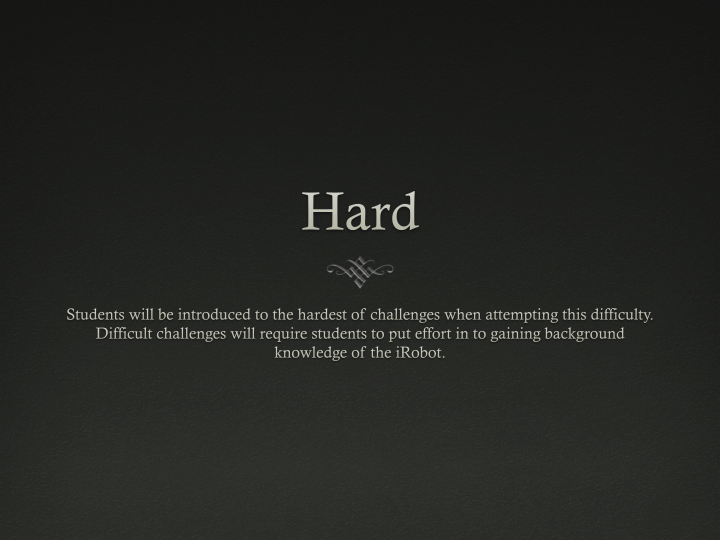 Hard
Students will be introduced to the hardest of challenges when attempting this difficulty.
Difficult challenges will require students to put effort in to gaining background
knowledge of the iRobot.